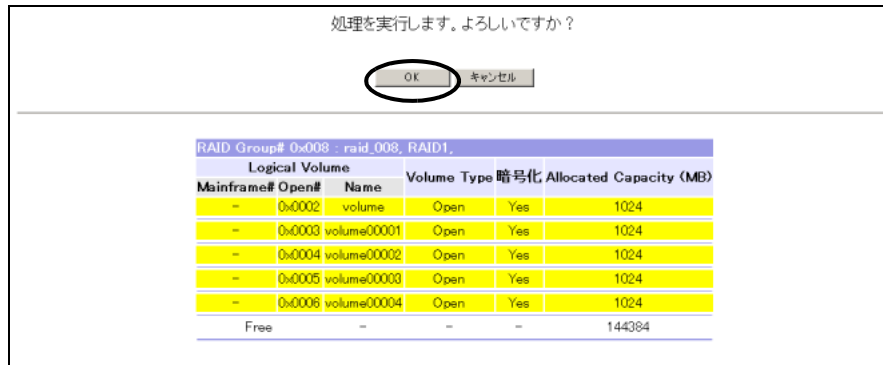 処理を実行します。よろしいですか？
OK キャンセル
RAID Group# 0x008 : raid_008, RAID1,
Logical Volume Volume Type 暗号化 Allocated Capacity (MB)
Mainframe# Open# Name
- 0x0002 volume Open Yes 1024
- 0x0003 volume00001 Open Yes 1024
- 0x0004 volume00002 Open Yes 1024
- 0x0005 volume00003 Open Yes 1024
- 0x0006 volume00004 Open Yes 1024
Free - - - 144384